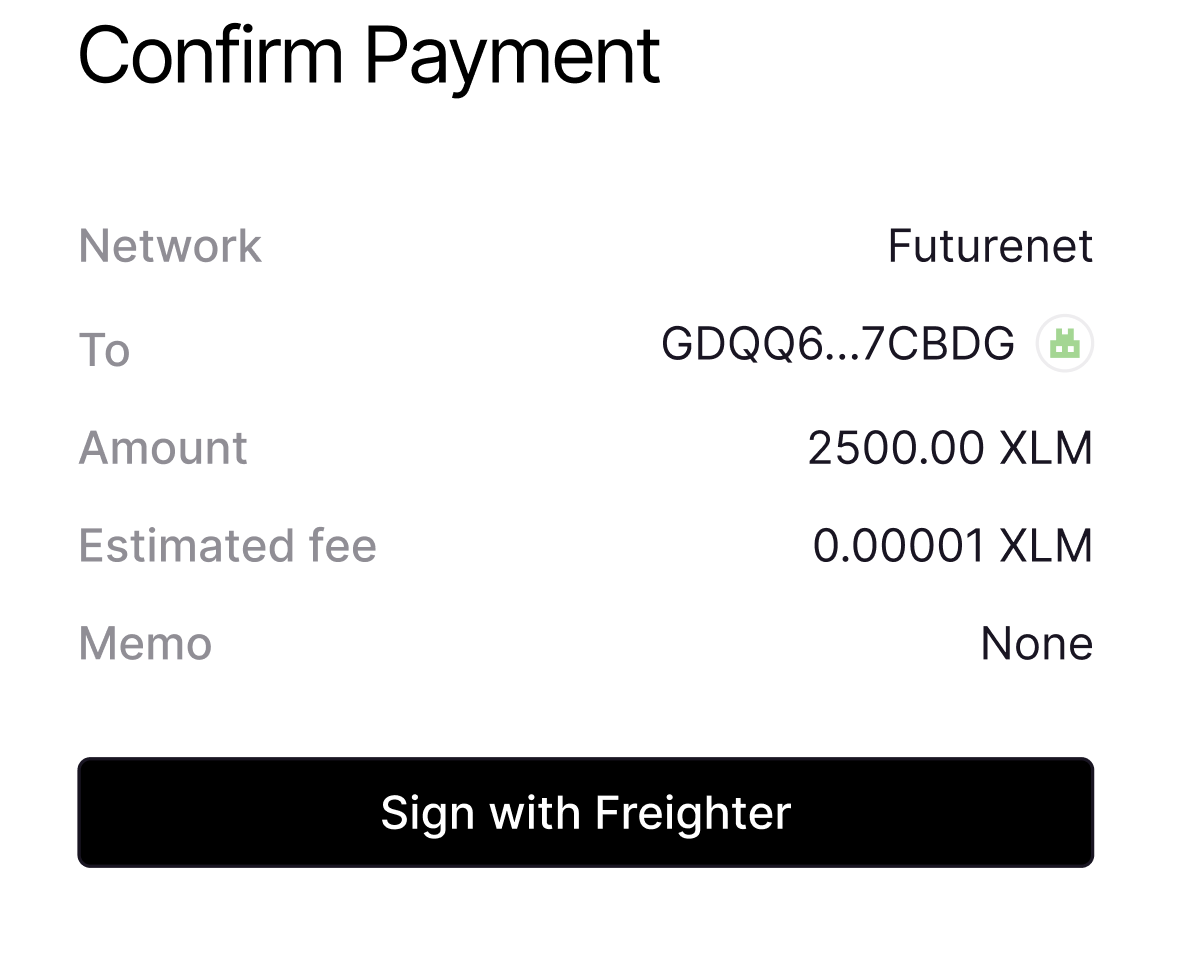 Confirm Payment
Network Futurenet
To GDQQ6...7CBDG
Amount 2500.00 XLM
Estimated fee 0.00001 XLM
Memo None
Sign with Freighter